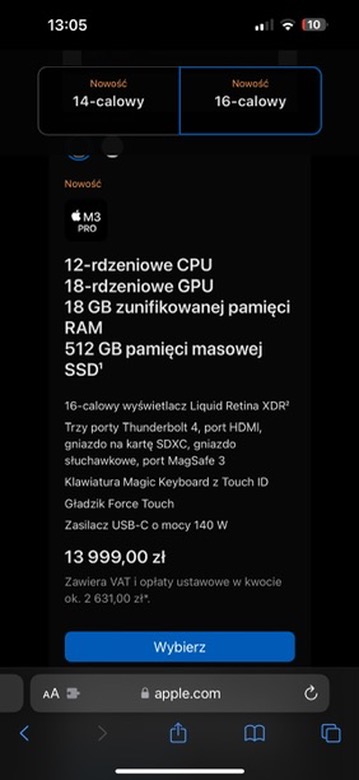 13:05
10
Nowość
14-calowy
Nowość
16-calowy
Nowość
M3
PRO
12-rdzeniowe CPU
18-rdzeniowe GPU
18 GB zunifikowanej pamięci
RAM
512 GB pamięci masowej
SSD¹
16-calowy wyświetlacz Liquid Retina XDR²
Trzy porty Thunderbolt 4, port HDMI,
gniazdo na kartę SDXC, gniazdo
słuchawkowe, port MagSafe 3
Klawiatura Magic Keyboard z Touch ID
Gładzik Force Touch
Zasilacz USB-C o mocy 140 W
13 999,00 zł
Zawiera VAT i opłaty ustawowe w kwocie
ok. 2 631,00 zł*.
Wybierz
AA
apple.com